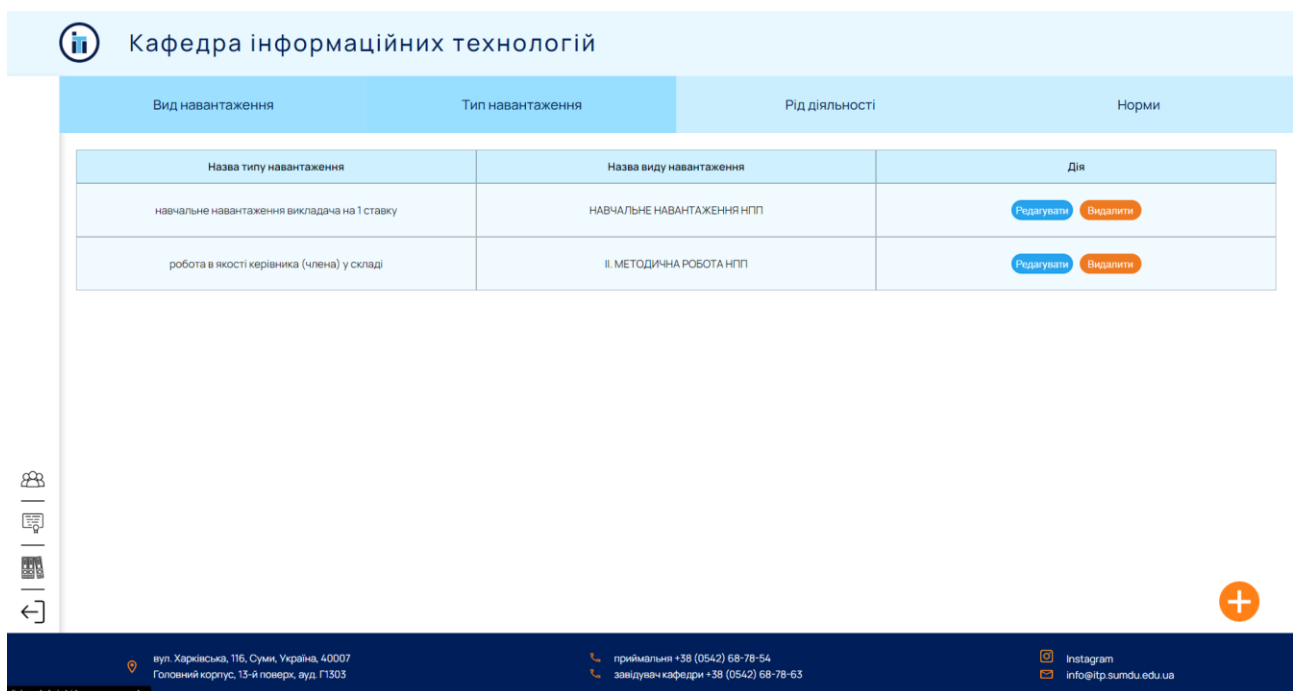 Кафедра інформаційних технологій
Вид навантаження Тип навантаження Рід діяльності Норми
Назва типу навантаження Назва виду навантаження Дія
навчальне навантаження викладача на 1 ставку НАВЧАЛЬНЕ НАВАНТАЖЕННЯ НПП Редагувати Видалити
робота в якості керівника (члена) у складі ІІ. МЕТОДИЧНА РОБОТА НПП Редагувати Видалити
вул. Харківська, 116, Суми, Україна, 40007
Головний корпус, 13-й поверх, ауд. Г1303
приймальня +38 (0542) 68-78-54
завідувач кафедри +38 (0542) 68-78-63
Instagram
info@itp.sumdu.edu.ua